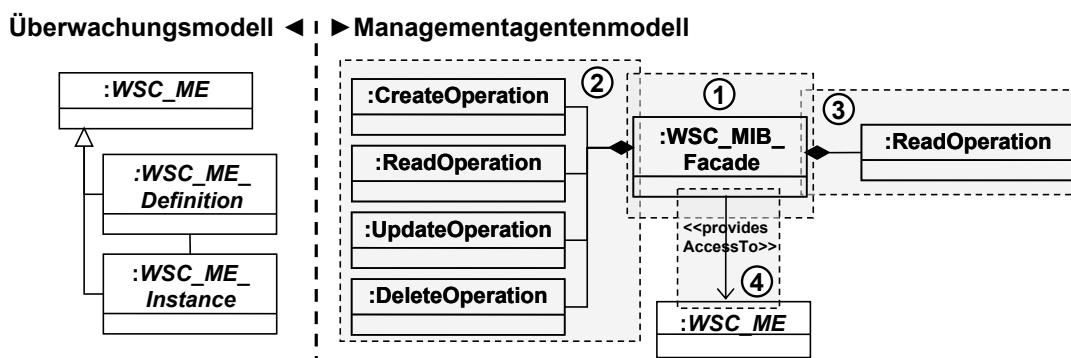 Überwachungsmodell ◄ ► Managementagentenmodell
:WSC_ME
:WSC_ME_
Definition
:WSC_ME_
Instance
②
:CreateOperation
:ReadOperation
:UpdateOperation
:DeleteOperation
①
:WSC_MIB_
Facade
③
:ReadOperation
<<provides
AccessTo>>
④
:WSC_ME